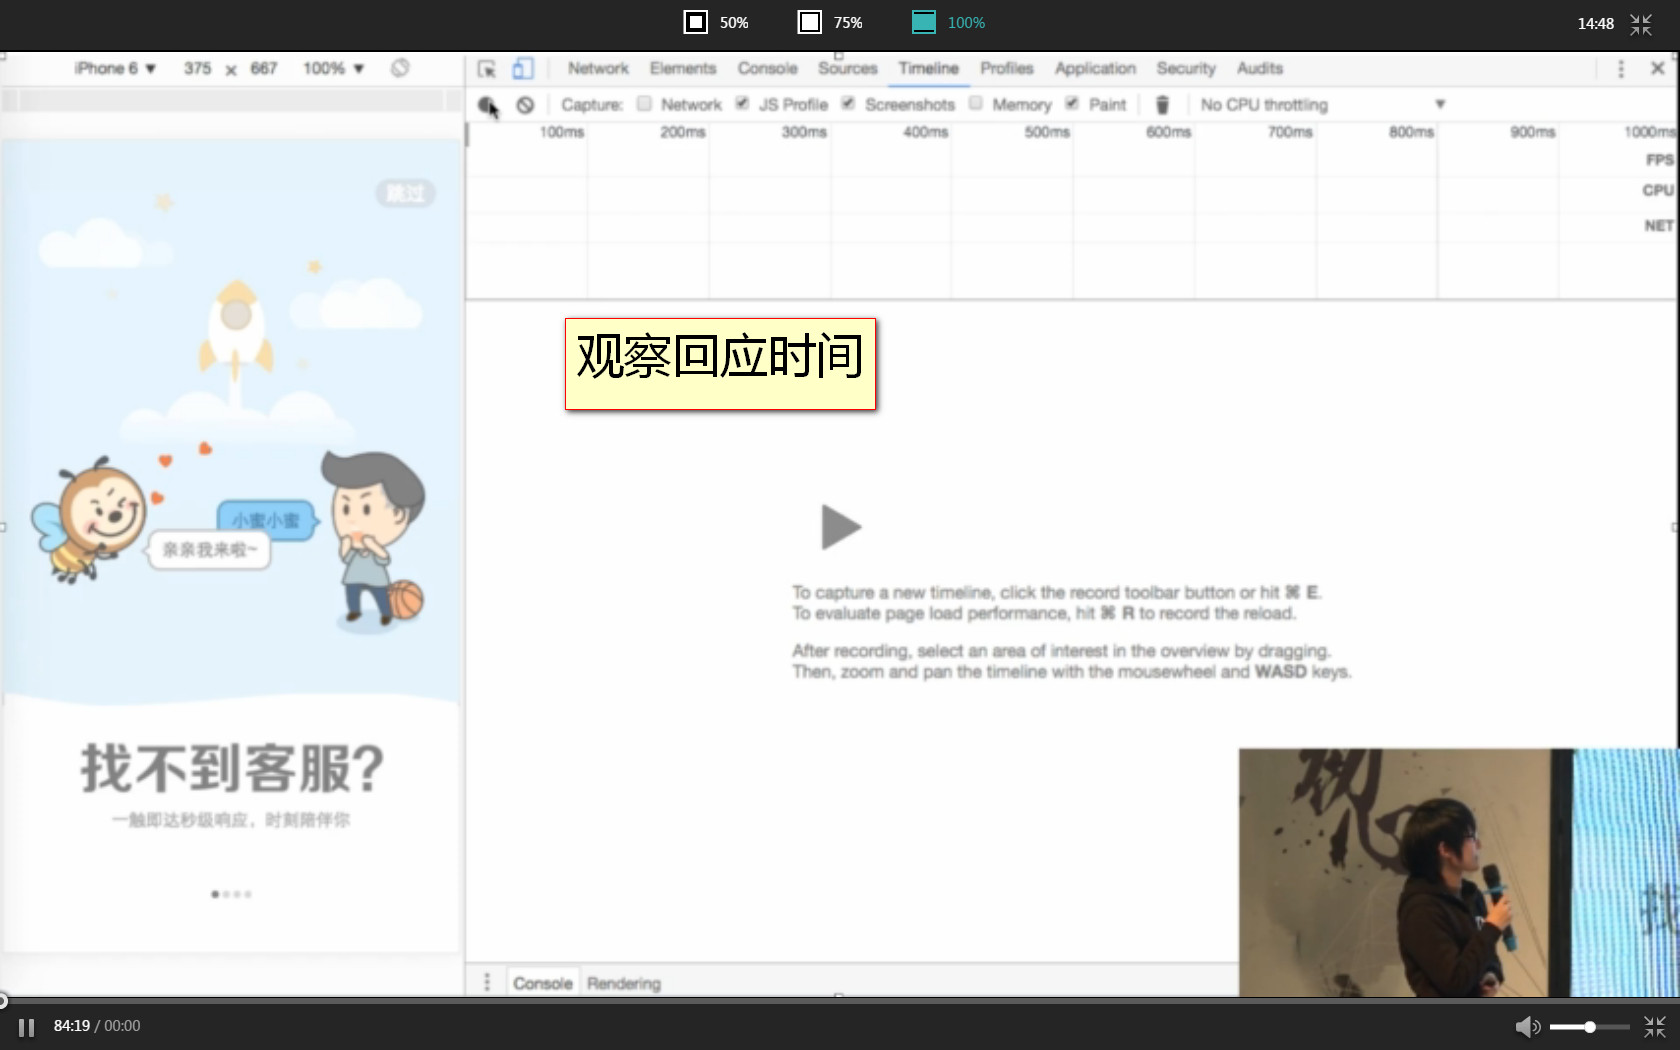 50% 75% 100% 14:48
iPhone 6 ▼ 375 x 667 100% ▼
Network Elements Console Sources Timeline Profiles Application Security Audits
Capture: Network JS Profile Screenshots Memory Paint No CPU throttling ▼
100ms 200ms 300ms 400ms 500ms 600ms 700ms 800ms 900ms 1000ms
FPS
CPU
NET
跳过
观察回应时间
小蜜小蜜
亲亲我来啦~
To capture a new timeline, click the record toolbar button or hit ⌘ E.
To evaluate page load performance, hit ⌘ R to record the reload.
After recording, select an area of interest in the overview by dragging.
Then, zoom and pan the timeline with the mousewheel and WASD keys.
找不到客服?
一触即达秒级响应，时刻陪伴你
Console Rendering
84:19 / 00:00